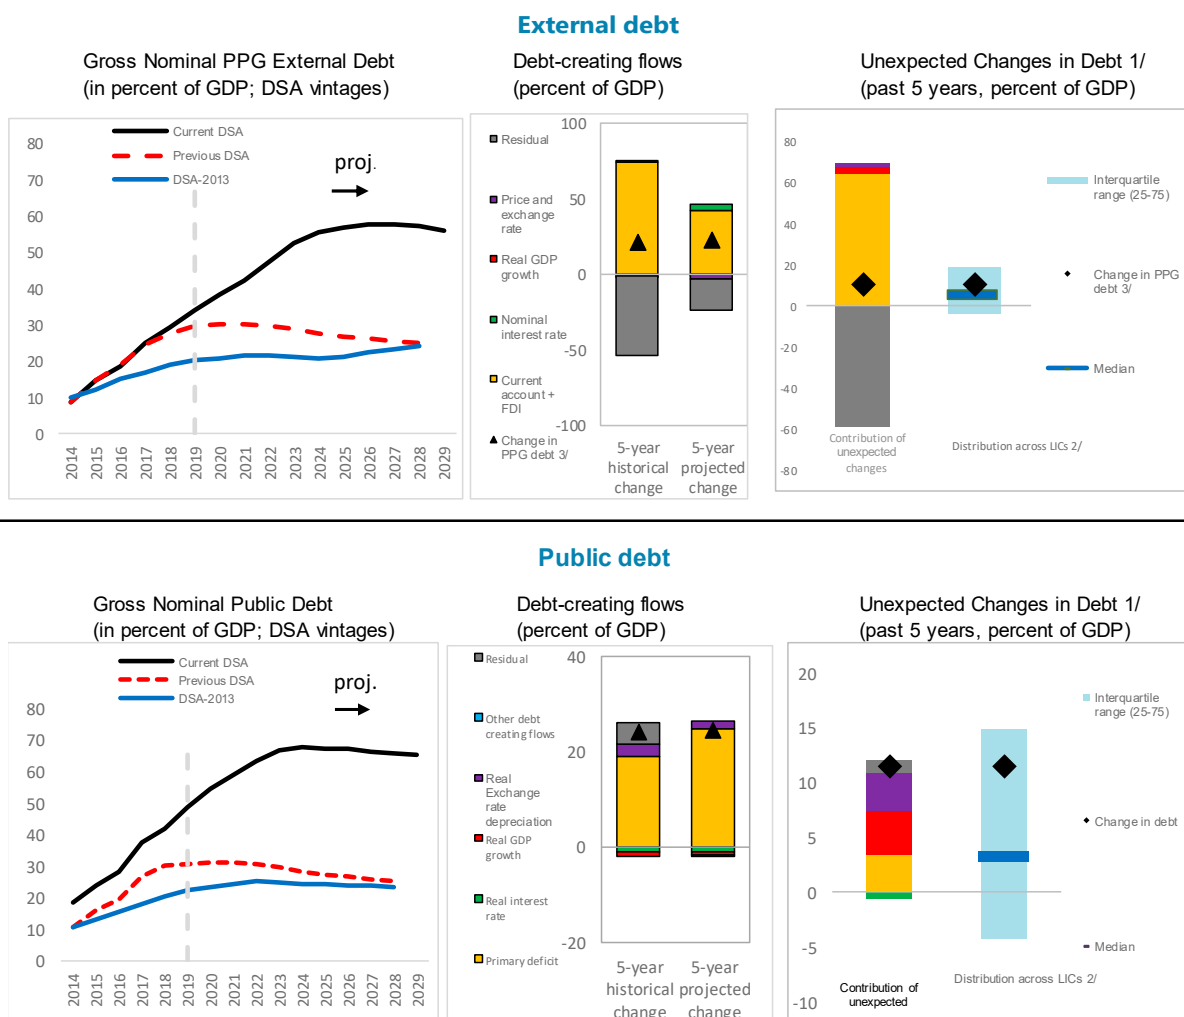 External debt
Gross Nominal PPG External Debt
(in percent of GDP; DSA vintages)
Current DSA
Previous DSA
DSA-2013
proj.
80
70
60
50
40
30
20
10
0
2014
2015
2016
2017
2018
2019
2020
2021
2022
2023
2024
2025
2026
2027
2028
2029
Debt-creating flows
(percent of GDP)
Residual
Price and
exchange
rate
Real GDP
growth
Nominal
interest rate
Current
account +
FDI
Change in
PPG debt 3/
100
50
0
-50
-100
5-year
historical
change
5-year
projected
change
Unexpected Changes in Debt 1/
(past 5 years, percent of GDP)
80
60
40
20
0
-20
-40
-60
-80
Contribution of
unexpected
changes
Distribution across LICs 2/
Interquartile
range (25-75)
Change in PPG
debt 3/
Median
Public debt
Gross Nominal Public Debt
(in percent of GDP; DSA vintages)
Current DSA
Previous DSA
DSA-2013
proj.
80
70
60
50
40
30
20
10
0
2014
2015
2016
2017
2018
2019
2020
2021
2022
2023
2024
2025
2026
2027
2028
2029
Debt-creating flows
(percent of GDP)
Residual
Other debt
creating flows
Real
Exchange
rate
depreciation
Real GDP
growth
Real interest
rate
Primary deficit
40
20
0
-20
5-year
historical
change
5-year
projected
change
Unexpected Changes in Debt 1/
(past 5 years, percent of GDP)
20
15
10
5
0
-5
-10
Contribution of
unexpected
Distribution across LICs 2/
Interquartile
range (25-75)
Change in debt
Median